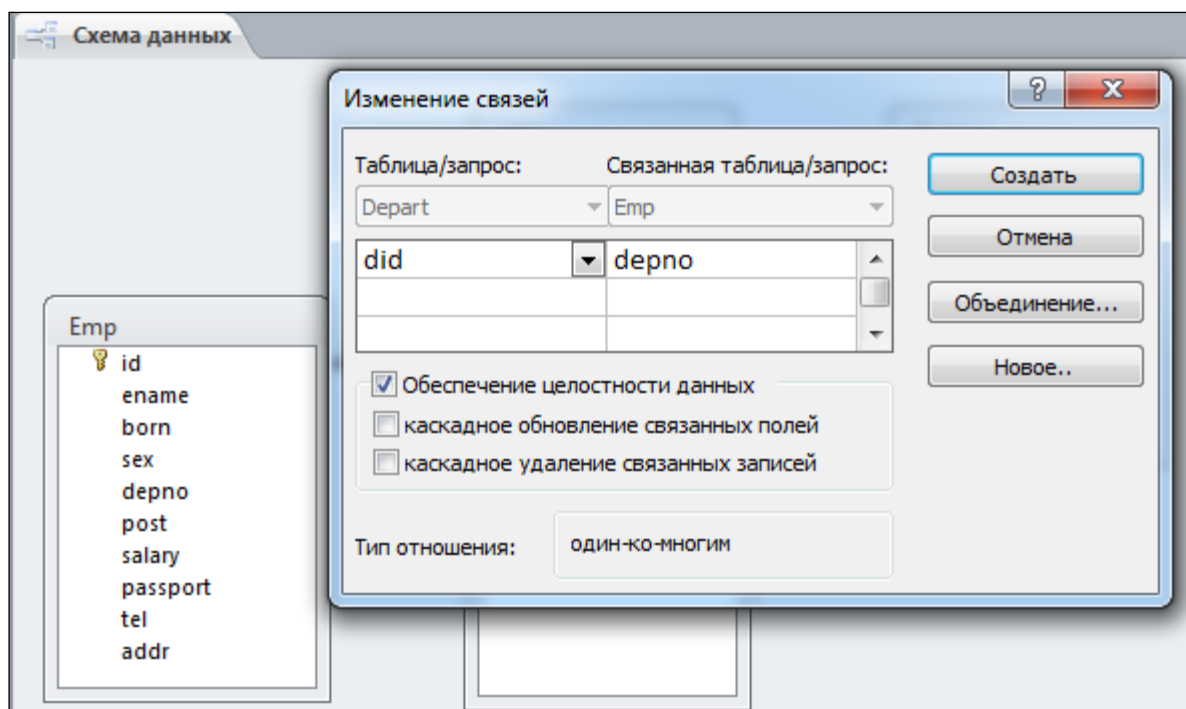 Схема данных
Изменение связей
Таблица/запрос: Связанная таблица/запрос:
Depart Emp
did depno
Создать
Отмена
Объединение...
Новое..
Обеспечение целостности данных
каскадное обновление связанных полей
каскадное удаление связанных записей
Тип отношения: один-ко-многим
Emp
id
ename
born
sex
depno
post
salary
passport
tel
addr